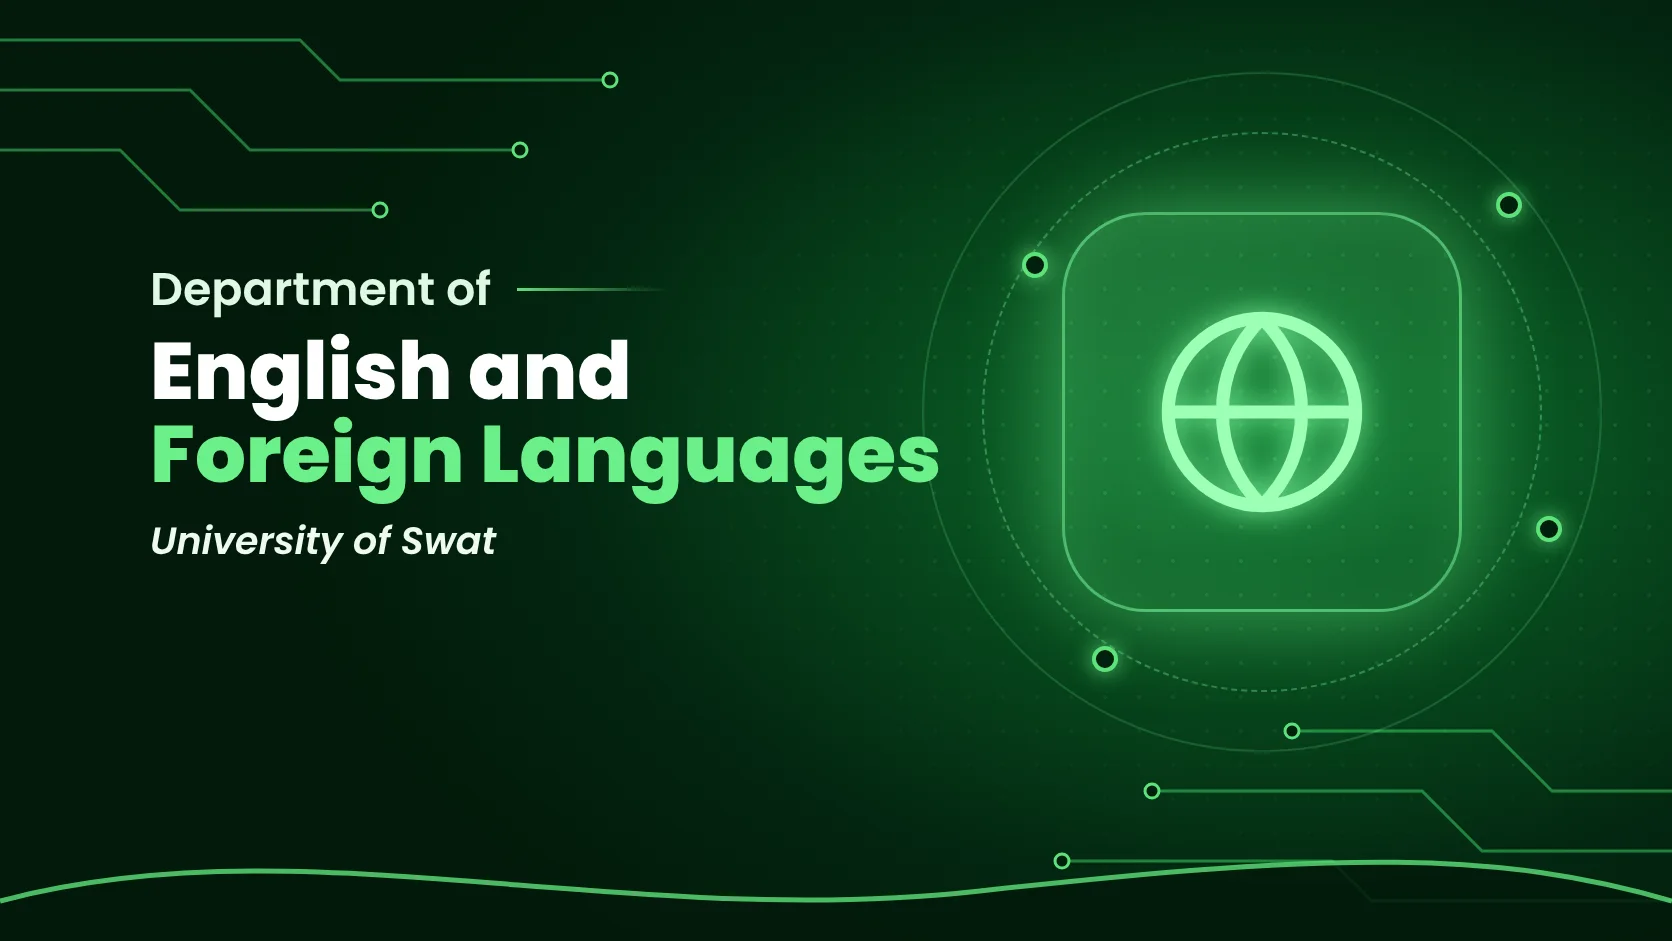 Department of
English and
Foreign Languages
University of Swat